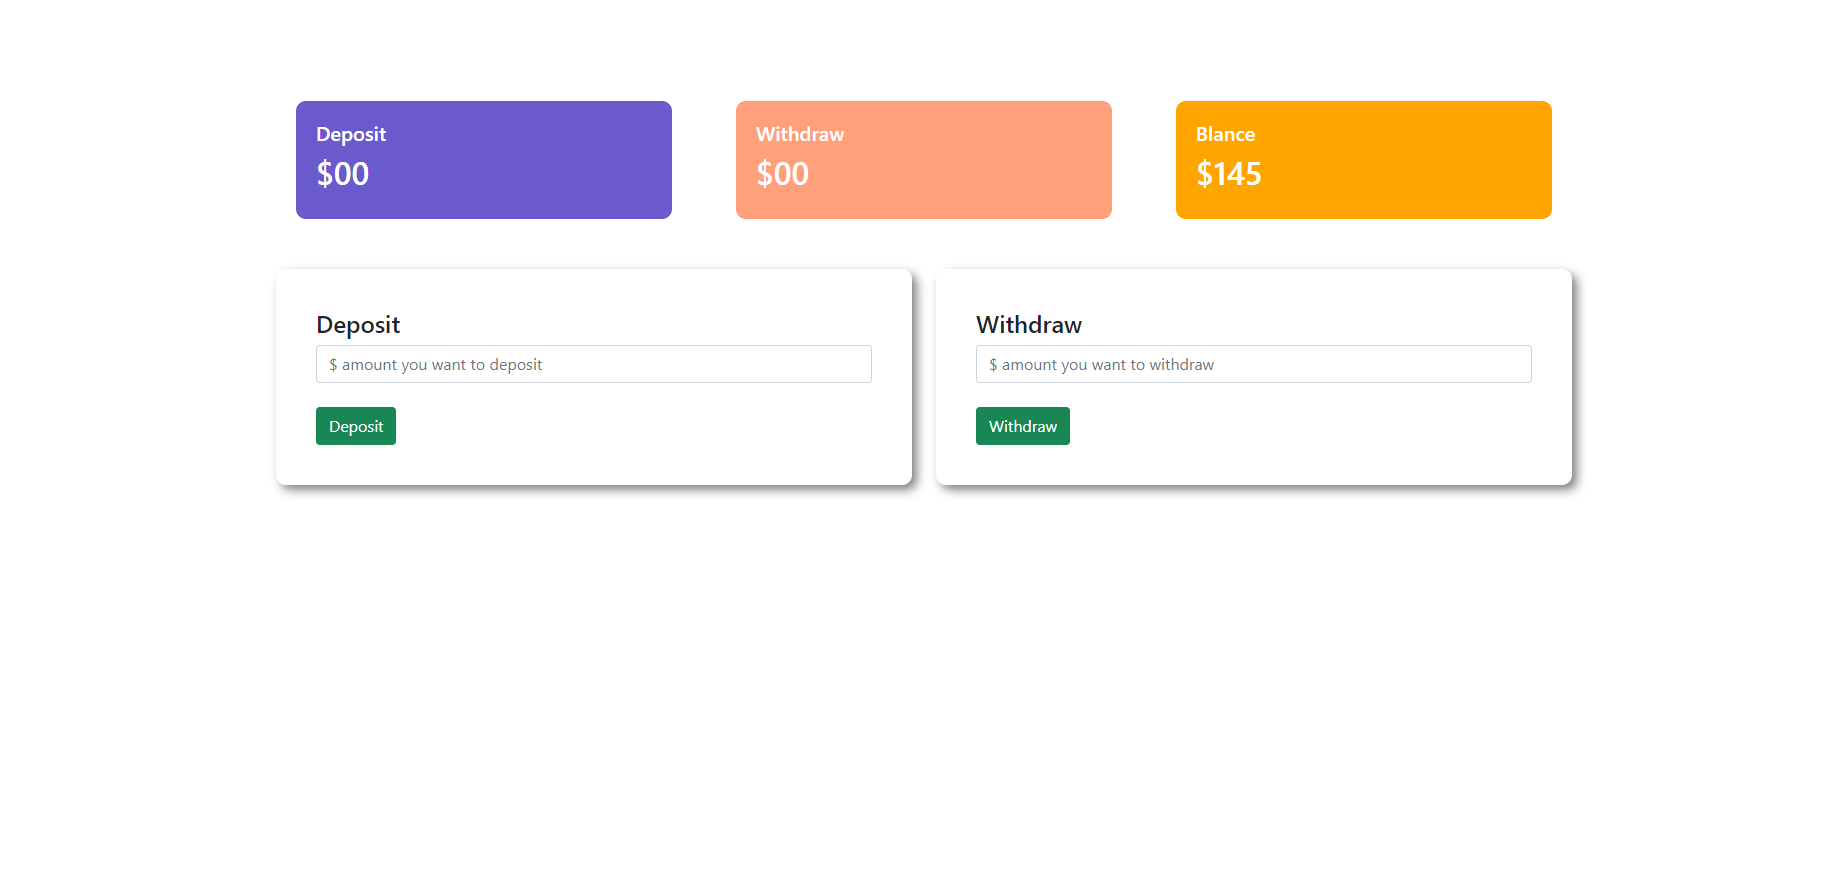 Deposit
$00
Withdraw
$00
Blance
$145
Deposit
$ amount you want to deposit
Deposit
Withdraw
$ amount you want to withdraw
Withdraw